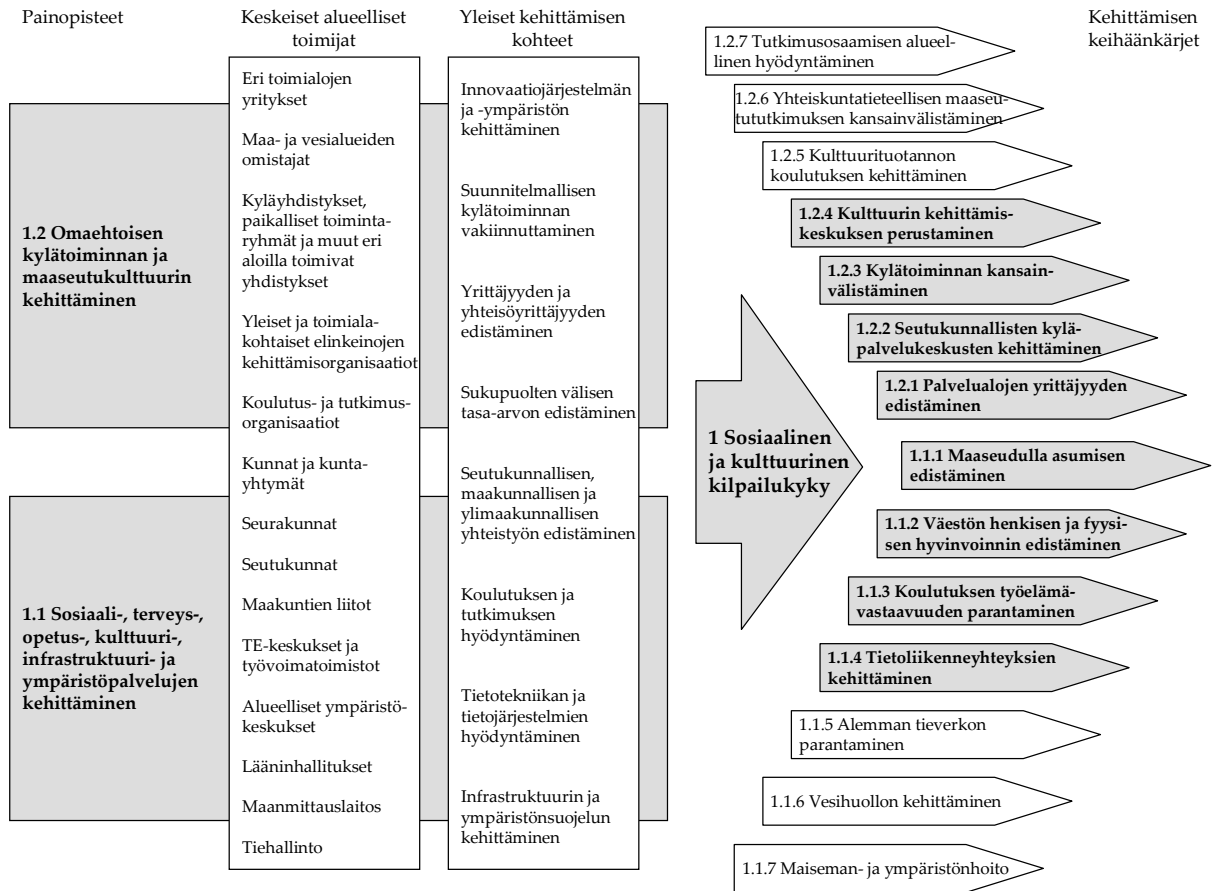 Painopisteet
Keskeiset alueelliset
toimijat
Yleiset kehittämisen
kohteet
Kehittämisen
keihäänkärjet
1.2 Omaehtoisen
kylätoiminnan ja
maaseutukulttuurin
kehittäminen
1.1 Sosiaali-, terveys-,
opetus-, kulttuuri-,
infrastruktuuri- ja
ympäristöpalvelujen
kehittäminen
Eri toimialojen
yritykset
Maa- ja vesialueiden
omistajat
Kyläyhdistykset,
paikalliset toiminta-
ryhmät ja muut eri
aloilla toimivat
yhdistykset
Yleiset ja toimiala-
kohtaiset elinkeinojen
kehittämisorganisaatiot
Koulutus- ja tutkimus-
organisaatiot
Kunnat ja kunta-
yhtymät
Seurakunnat
Seutukunnat
Maakuntien liitot
TE-keskukset ja
työvoimatoimistot
Alueelliset ympäristö-
keskukset
Lääninhallitukset
Maanmittauslaitos
Tiehallinto
Innovaatiojärjestelmän
ja -ympäristön
kehittäminen
Suunnitelmallisen
kylätoiminnan
vakiinnuttaminen
Yrittäjyyden ja
yhteisöyrittäjyyden
edistäminen
Sukupuolten välisen
tasa-arvon edistäminen
Seutukunnallisen,
maakunnallisen ja
ylimaakunnallisen
yhteistyön edistäminen
Koulutuksen ja
tutkimuksen
hyödyntäminen
Tietotekniikan ja
tietojärjestelmien
hyödyntäminen
Infrastruktuurin ja
ympäristönsuojelun
kehittäminen
1 Sosiaalinen
ja kulttuurinen
kilpailukyky
1.2.7 Tutkimusosaamisen alueel-
linen hyödyntäminen
1.2.6 Yhteiskuntatieteellisen maaseu-
tututkimuksen kansainvälistäminen
1.2.5 Kulttuurituotannon
koulutuksen kehittäminen
1.2.4 Kulttuurin kehittämis-
keskuksen perustaminen
1.2.3 Kylätoiminnan kansain-
välistäminen
1.2.2 Seutukunnallisten kylä-
palvelukeskusten kehittäminen
1.2.1 Palvelualojen yrittäjyyden
edistäminen
1.1.1 Maaseudulla asumisen
edistäminen
1.1.2 Väestön henkisen ja fyysi-
sen hyvinvoinnin edistäminen
1.1.3 Koulutuksen työelämä-
vastaavuuden parantaminen
1.1.4 Tietoliikenneyhteyksien
kehittäminen
1.1.5 Alemman tieverkon
parantaminen
1.1.6 Vesihuollon kehittäminen
1.1.7 Maiseman- ja ympäristönhoito